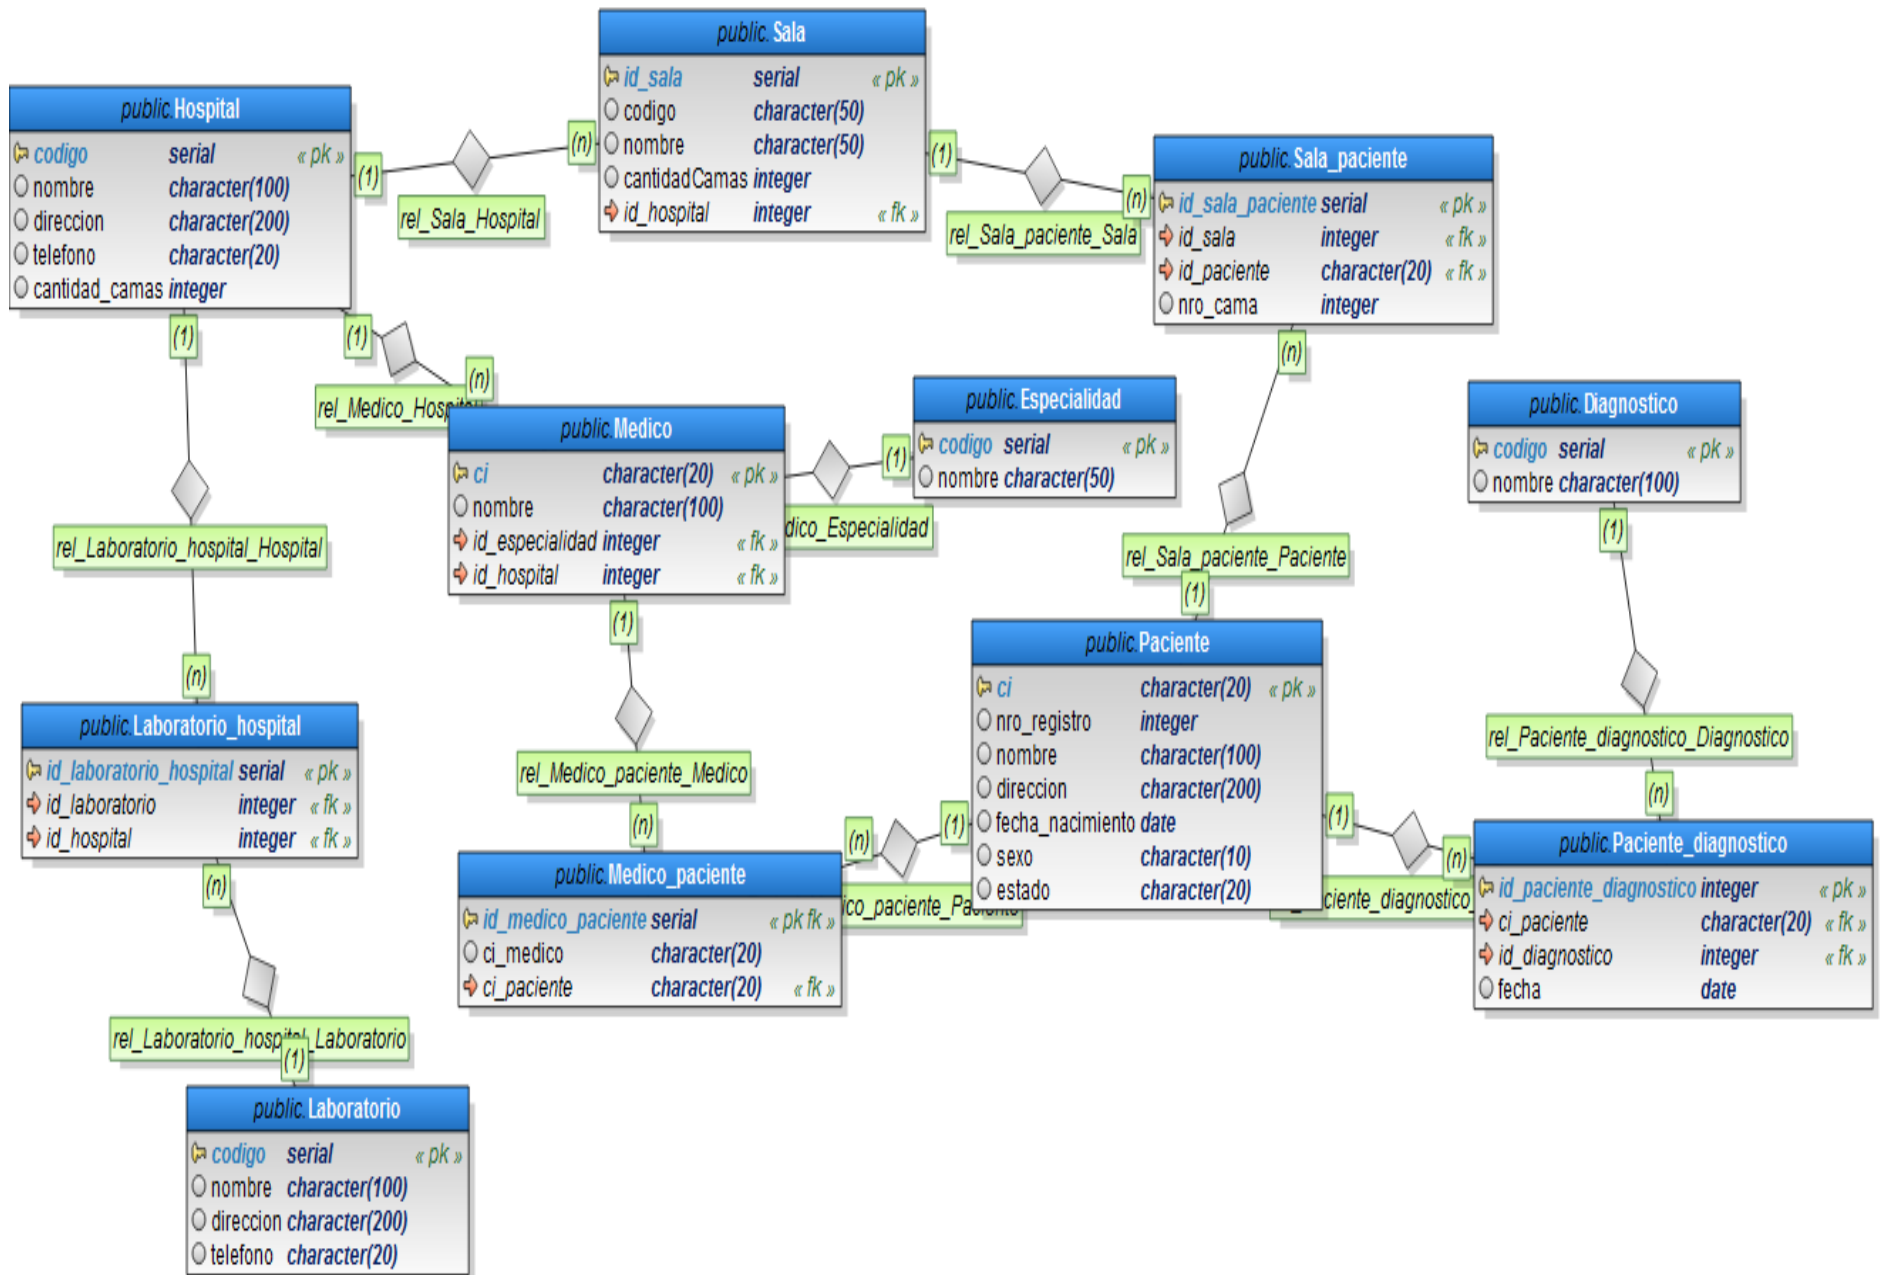 public.Sala
id_sala serial « pk »
codigo character(50)
nombre character(50)
cantidadCamas integer
id_hospital integer « fk »
public.Hospital
codigo serial « pk »
nombre character(100)
direccion character(200)
telefono character(20)
cantidad_camas integer
(1)
rel_Sala_Hospital
(n)
(1)
rel_Sala_paciente_Sala
(n)
public.Sala_paciente
id_sala_paciente serial « pk »
id_sala integer « fk »
id_paciente character(20) « fk »
nro_cama integer
(1)
(1)
rel_Medico_Hospital
(n)
(n)
public.Medico
ci character(20) « pk »
nombre character(100)
id_especialidad integer « fk »
id_hospital integer « fk »
(1)
dico_Especialidad
public.Especialidad
codigo serial « pk »
nombre character(50)
public.Diagnostico
codigo serial « pk »
nombre character(100)
rel_Laboratorio_hospital_Hospital
(n)
rel_Sala_paciente_Paciente
(1)
(1)
(1)
public.Paciente
ci character(20) « pk »
nro_registro integer
nombre character(100)
direccion character(200)
fecha_nacimiento date
sexo character(10)
estado character(20)
public.Laboratorio_hospital
id_laboratorio_hospital serial « pk »
id_laboratorio integer « fk »
id_hospital integer « fk »
rel_Medico_paciente_Medico
(n)
(n)
(1)
ico_paciente_Paciente
rel_Paciente_diagnostico_Diagnostico
(n)
(1)
(n)
ciente_diagnostico_
public.Medico_paciente
id_medico_paciente serial « pk fk »
ci_medico character(20)
ci_paciente character(20) « fk »
public.Paciente_diagnostico
id_paciente_diagnostico integer « pk »
ci_paciente character(20) « fk »
id_diagnostico integer « fk »
fecha date
(n)
rel_Laboratorio_hospital_Laboratorio
(1)
public.Laboratorio
codigo serial « pk »
nombre character(100)
direccion character(200)
telefono character(20)